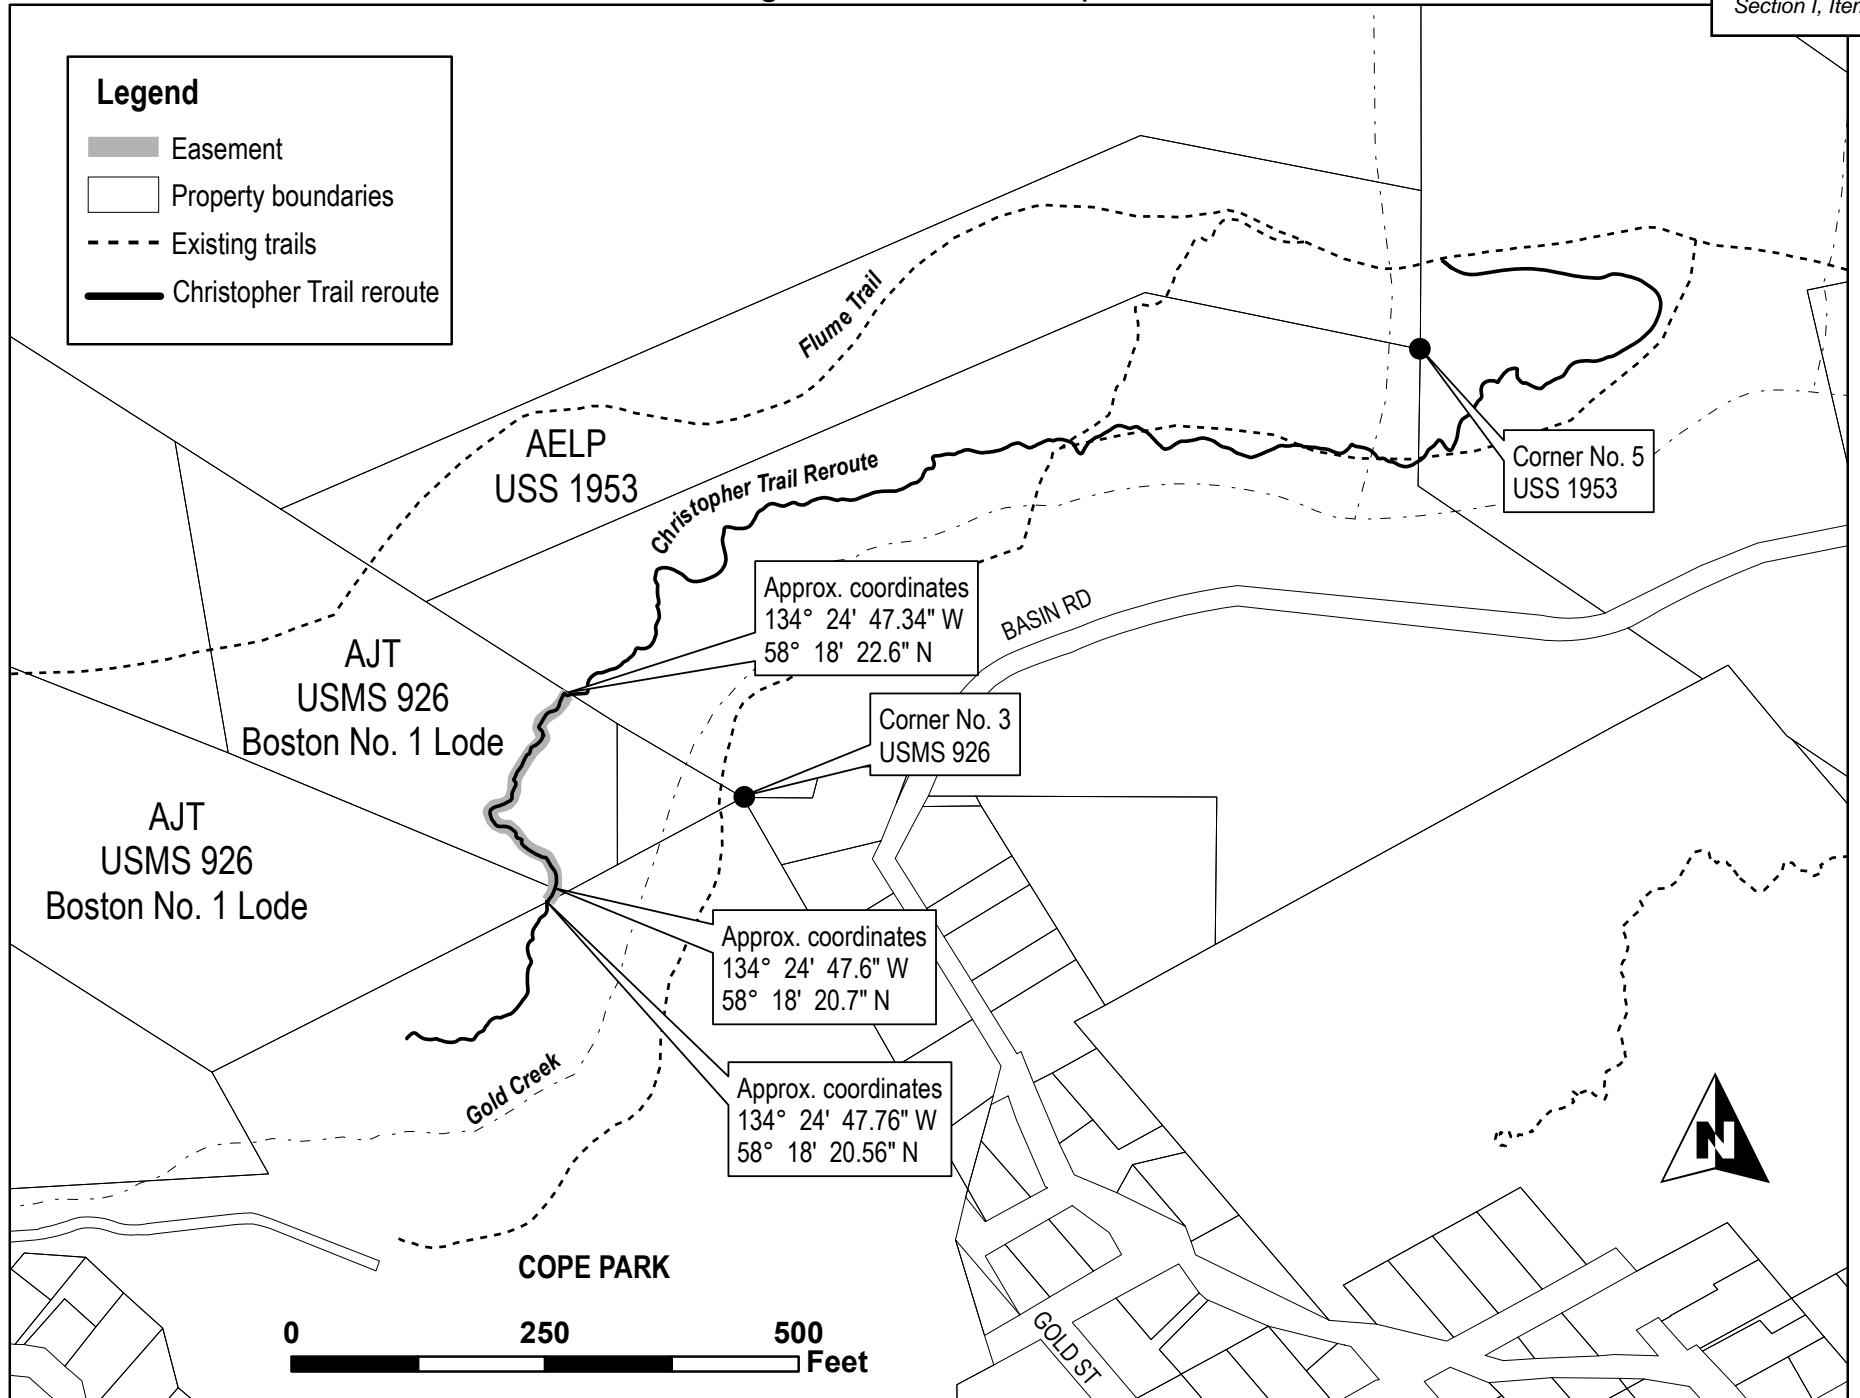 Section I, Item
Legend
Easement
Property boundaries
Existing trails
Christopher Trail reroute
Flume Trail
AELP
USS 1953
Christopher Trail Reroute
Corner No. 5
USS 1953
Approx. coordinates
134° 24' 47.34" W
58° 18' 22.6" N
BASIN RD
AJT
USMS 926
Boston No. 1 Lode
Corner No. 3
USMS 926
AJT
USMS 926
Boston No. 1 Lode
Approx. coordinates
134° 24' 47.6" W
58° 18' 20.7" N
Gold Creek
Approx. coordinates
134° 24' 47.76" W
58° 18' 20.56" N
N
COPE PARK
0 250 500
Feet
GOLD ST